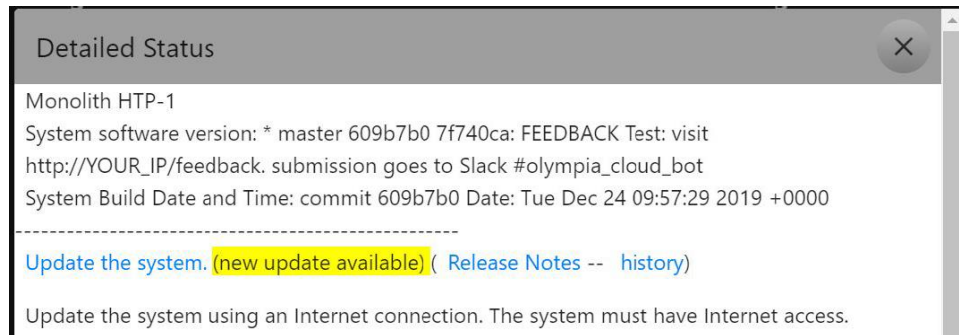 Detailed Status
Monolith HTP-1
System software version: * master 609b7b0 7f740ca: FEEDBACK Test: visit
http://YOUR_IP/feedback. submission goes to Slack #olympia_cloud_bot
System Build Date and Time: commit 609b7b0 Date: Tue Dec 24 09:57:29 2019 +0000
----------------------------------------------------
Update the system. (new update available) ( Release Notes -- history)
Update the system using an Internet connection. The system must have Internet access.